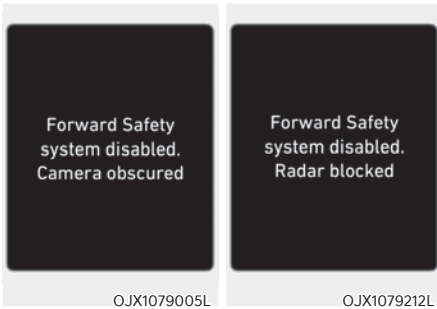 Forward Safety
system disabled.
Camera obscured
OJX1079005L
Forward Safety
system disabled.
Radar blocked
OJX1079212L